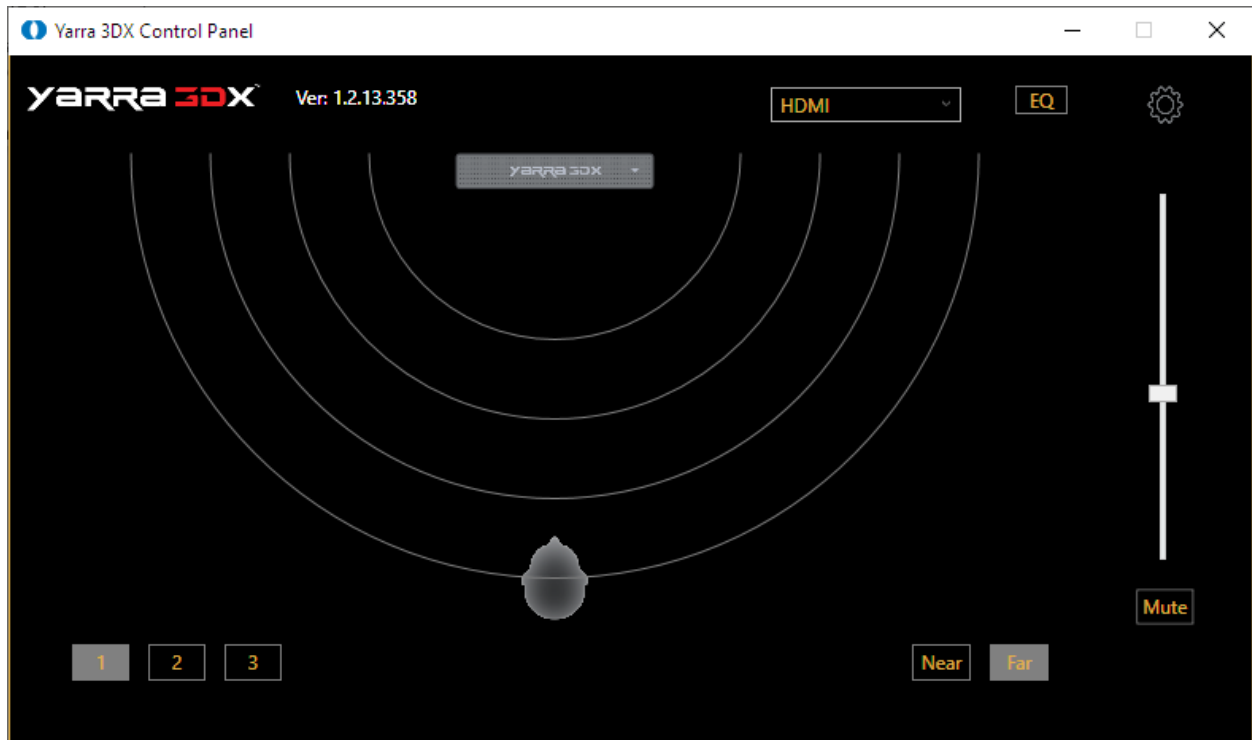 Yarra 3DX Control Panel
YARRA 3DX Ver: 1.2.13.358
HDMI
EQ
YARRA 3DX
Mute
1 2 3
Near Far